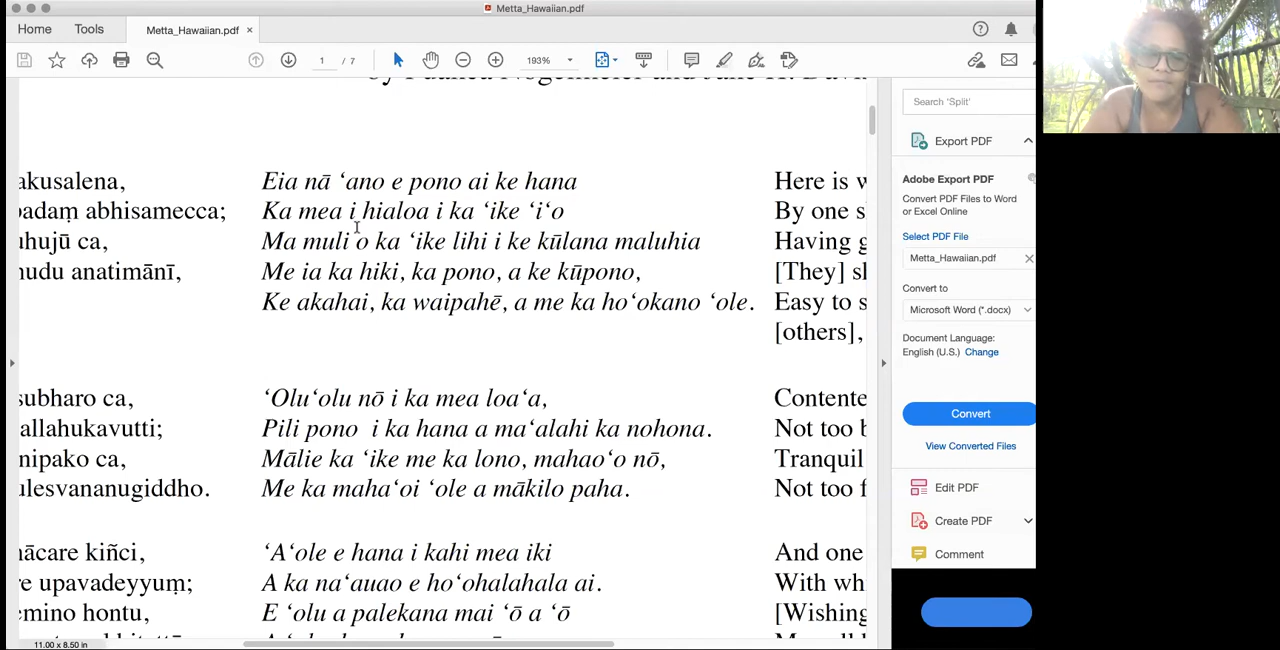 Metta_Hawaiian.pdf
Home Tools Metta_Hawaiian.pdf ×
1 / 7 193%
akusalena,
padaṃ abhisamecca;
uhujū ca,
mudu anatimānī,
Eia nā ʻano e pono ai ke hana
Ka mea i hialoa i ka ʻike ʻiʻo
Ma muli o ka ʻike lihi i ke kūlana maluhia
Me ia ka hiki, ka pono, a ke kūpono,
Ke akahai, ka waipahē, a me ka hoʻokano ʻole.
Here is
By one
Having
[They]
Easy to
[others],
subharo ca,
allahukavutti;
nipako ca,
ulesvananugiddho.
ʻOluʻolu nō i ka mea loaʻa,
Pili pono i ka hana a maʻalahi ka nohona.
Mālie ka ʻike me ka lono, mahaoʻo nō,
Me ka mahaʻoi ʻole a mākilo paha.
Contente
Not too
Tranquil
Not too
ācare kiñci,
re upavadeyyuṃ;
emino hontu,
ʻAʻole e hana i kahi mea iki
A ka naʻauao e hoʻohalahala ai.
E ʻolu a palekana mai ʻō a ʻō
And one
With
[Wishing
11.00 x 8.50 in
Search 'Split'
Export PDF
Adobe Export PDF
Convert PDF Files to Word
or Excel Online
Select PDF File
Metta_Hawaiian.pdf ×
Convert to
Microsoft Word (*.docx)
Document Language:
English (U.S.) Change
Convert
View Converted Files
Edit PDF
Create PDF
Comment